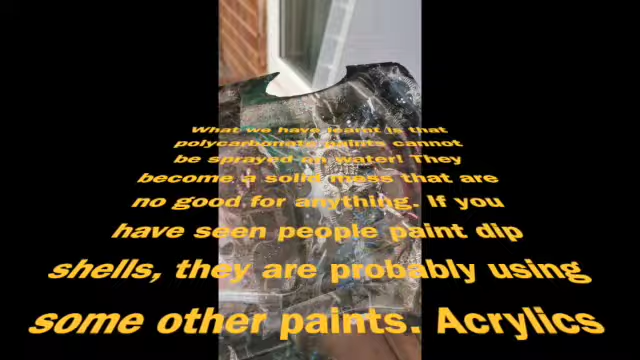 What we have learnt is that
polycarbonate paints cannot
be sprayed on water! They
become a solid mess that are
no good for anything. If you
have seen people paint dip
shells, they are probably using
some other paints. Acrylics